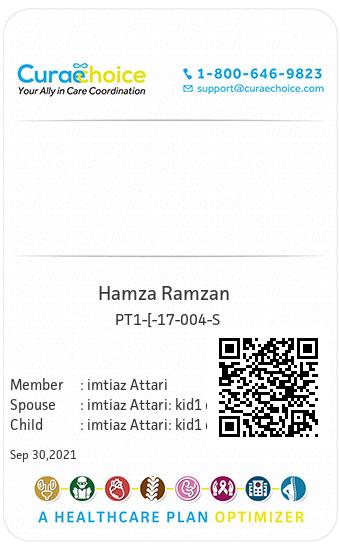 Curaechoice
Your Ally in Care Coordination
1-800-646-9823
support@curaechoice.com
Hamza Ramzan
PT1-[-17-004-S
Member : imtiaz Attari
Spouse : imtiaz Attari: kid1
Child : imtiaz Attari: kid1
Sep 30,2021
A HEALTHCARE PLAN OPTIMIZER